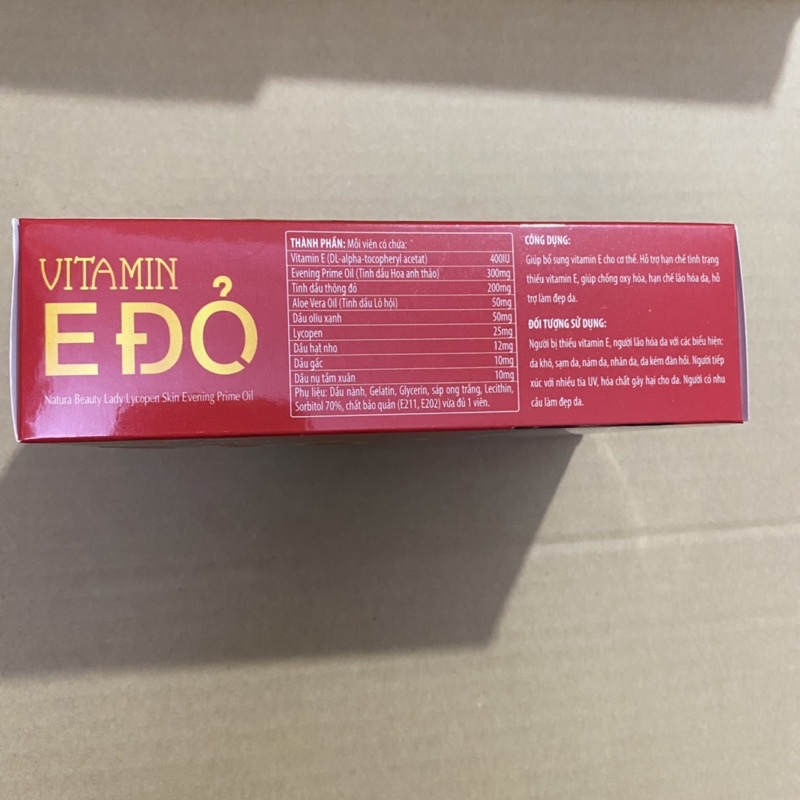 VITAMIN
E ĐỎ
Natura Beauty Lady Lycopen Skin Evening Prime Oil
THÀNH PHẦN: Mỗi viên có chứa:
Vitamin E (DL-alpha-tocopheryl acetat) 400IU
Evening Prime Oil (Tinh dầu Hoa anh thảo) 300mg
Tinh dầu thông đỏ 200mg
Aloe Vera Oil (Tinh dầu Lô hội) 50mg
Dầu oliu xanh 50mg
Lycopen 25mg
Dầu hạt nho 12mg
Dầu gấc 10mg
Dầu nụ tầm xuân 10mg
Phụ liệu: Dầu nành, Gelatin, Glycerin, sáp ong trắng, Lecithin,
Sorbitol 70%, chất bảo quản (E211, E202) vừa đủ 1 viên.
CÔNG DỤNG:
Giúp bổ sung vitamin E cho cơ thể. Hỗ trợ hạn chế tình trạng
thiếu vitamin E, giúp chống oxy hóa, hạn chế lão hóa da, hỗ
trợ làm đẹp da.
ĐỐI TƯỢNG SỬ DỤNG:
Người bị thiếu vitamin E, người lão hóa da với các biểu hiện:
da khô, sạm da, nám da, nhăn da, da kém đàn hồi. Người tiếp
xúc với nhiều tia UV, hóa chất gây hại cho da. Người có nhu
cầu làm đẹp da.